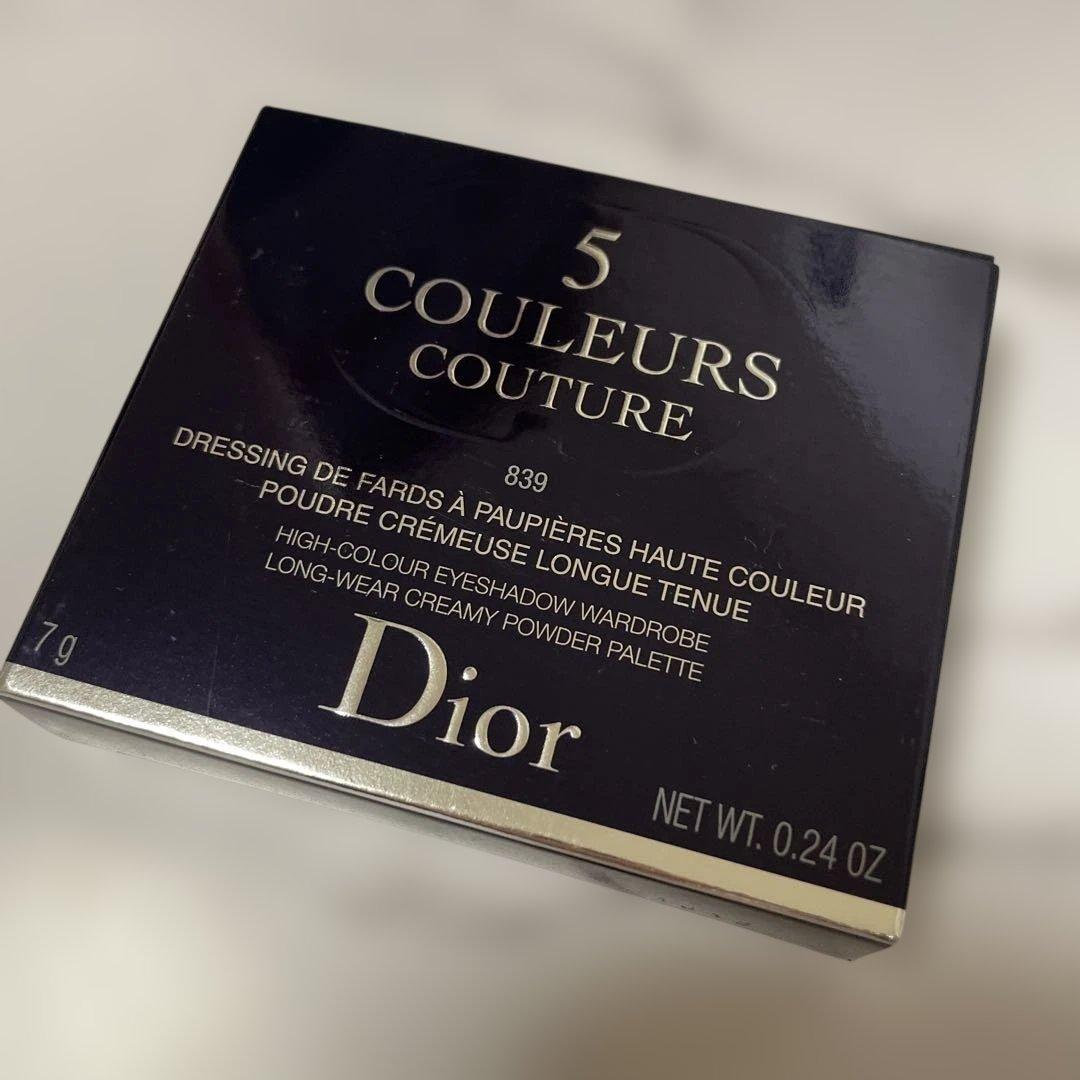 5
COULEURS
COUTURE
839
DRESSING DE FARDS À PAUPIÈRES HAUTE COULEUR
POUDRE CRÉMEUSE LONGUE TENUE
HIGH-COLOUR EYESHADOW WARDROBE
LONG-WEAR CREAMY POWDER PALETTE
Dior
7 g
NET WT. 0.24 OZ